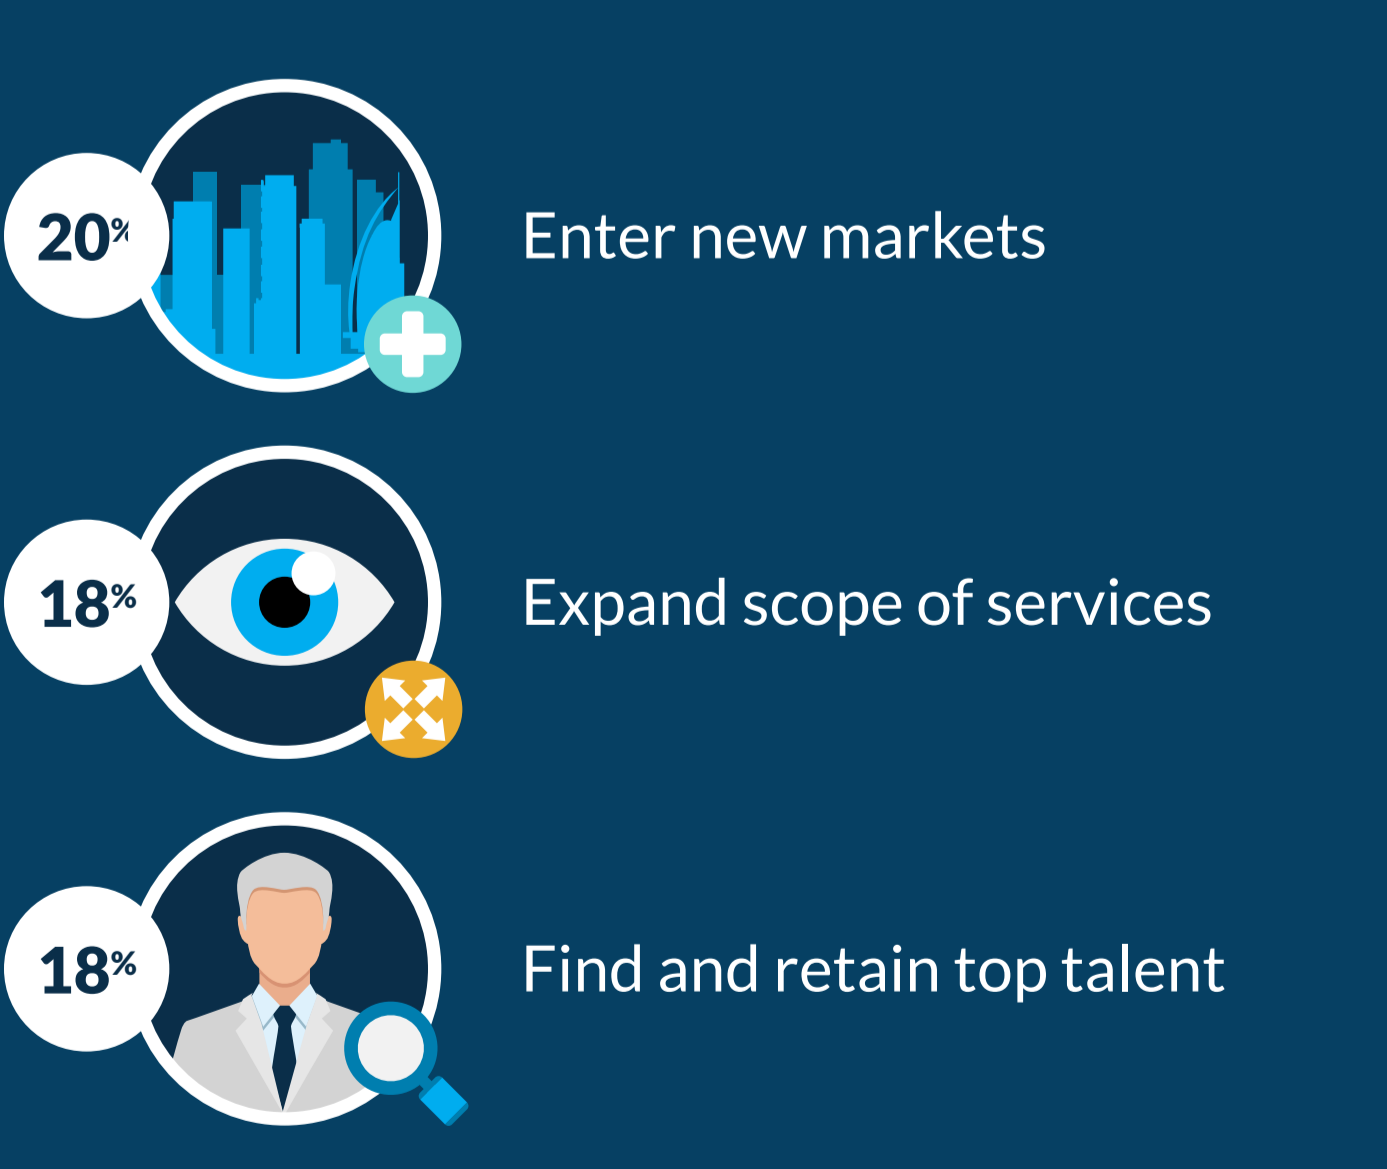 20%
Enter new markets
18%
Expand scope of services
18%
Find and retain top talent